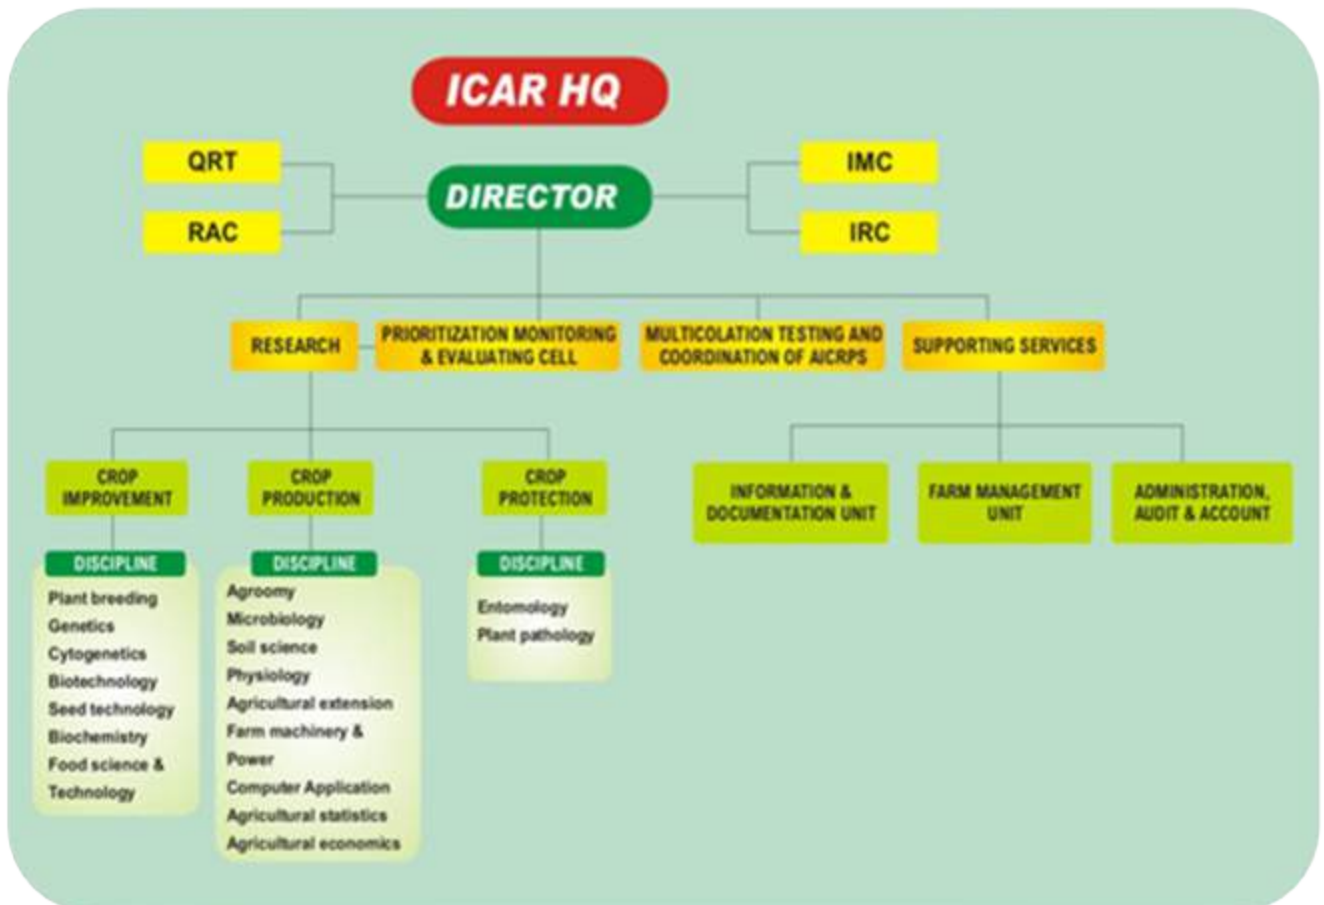 ICAR HQ
QRT
RAC
DIRECTOR
IMC
IRC
RESEARCH
PRIORITIZATION MONITORING
& EVALUATING CELL
MULTICOLATION TESTING AND
COORDINATION OF AICRPS
SUPPORTING SERVICES
CROP
IMPROVEMENT
CROP
PRODUCTION
CROP
PROTECTION
INFORMATION &
DOCUMENTATION UNIT
FARM MANAGEMENT
UNIT
ADMINISTRATION,
AUDIT & ACCOUNT
DISCIPLINE
Plant breeding
Genetics
Cytogenetics
Biotechnology
Seed technology
Biochemistry
Food science &
Technology
DISCIPLINE
Agroomy
Microbiology
Soil science
Physiology
Agricultural extension
Farm machinery &
Power
Computer Application
Agricultural statistics
Agricultural economics
DISCIPLINE
Entomology
Plant pathology